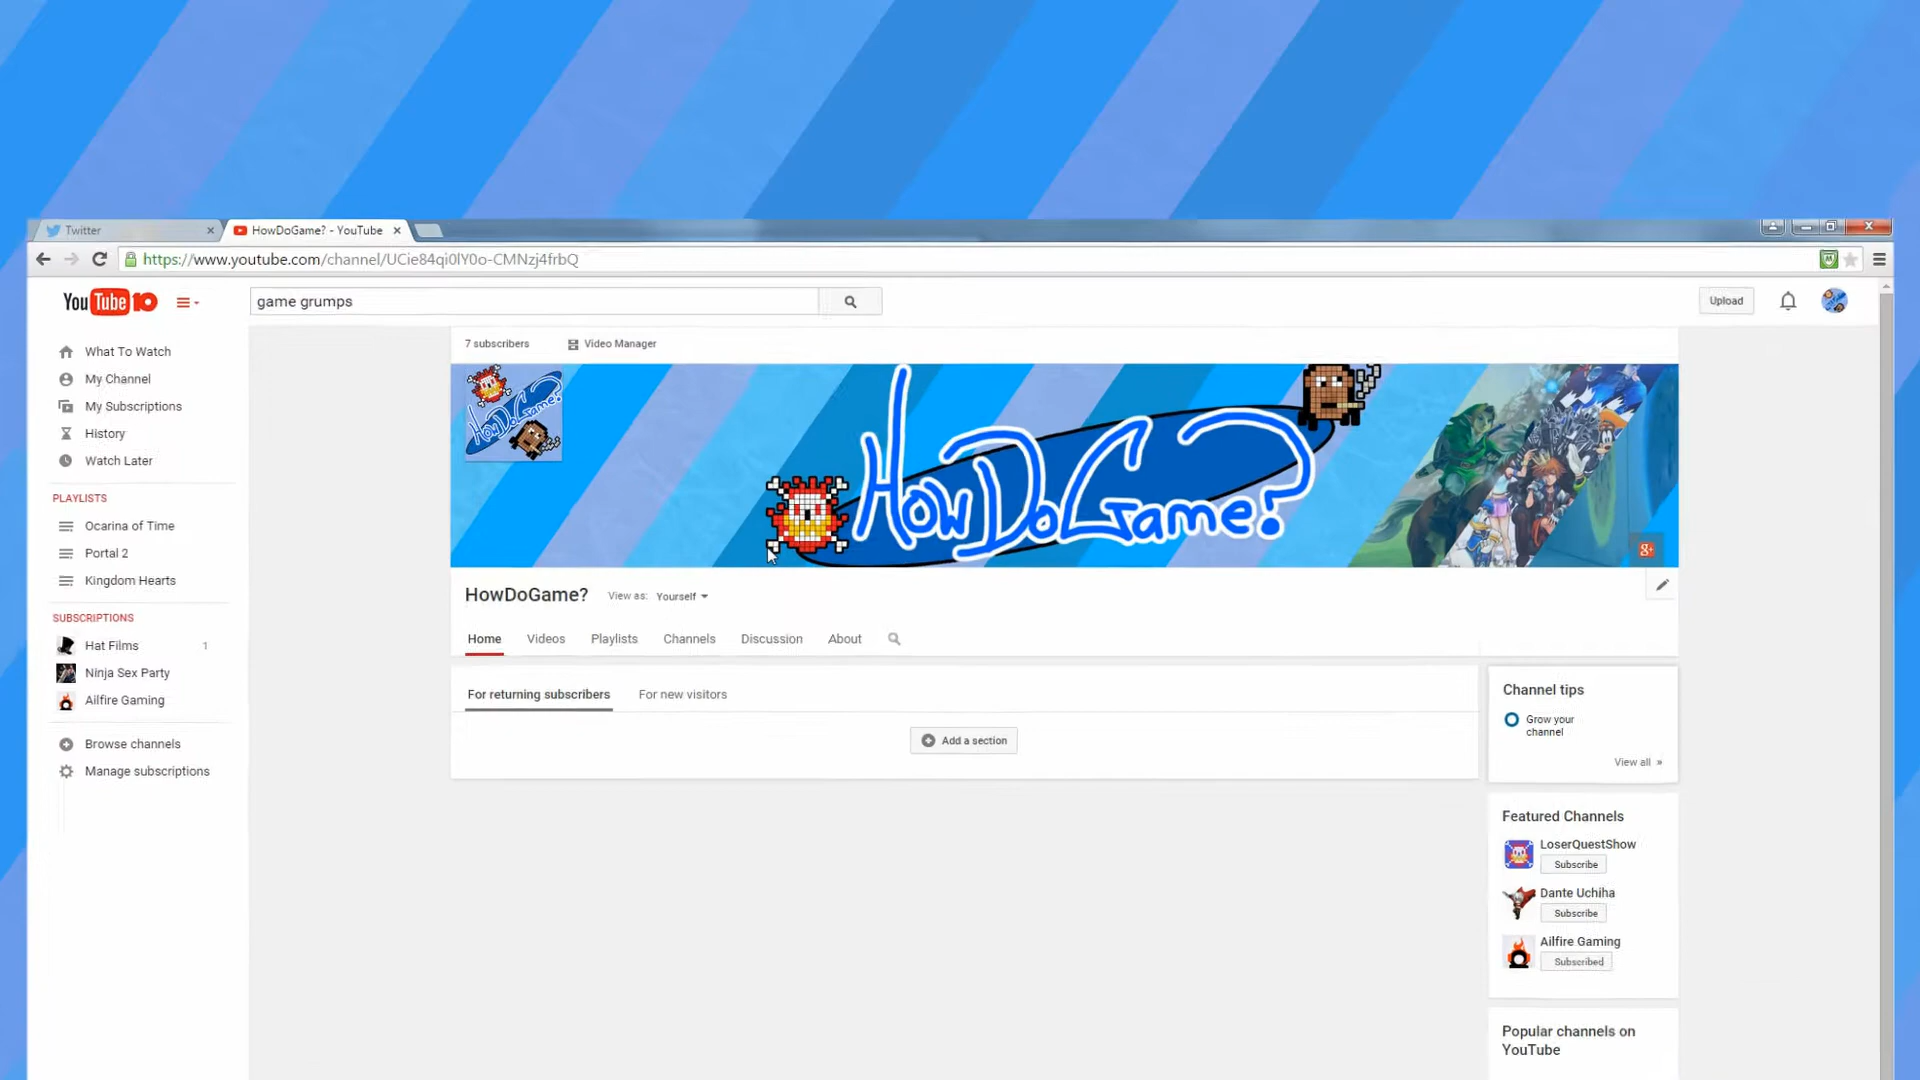 Twitter
HowDoGame? - YouTube
https://www.youtube.com/channel/UCie84qi0lY0o-CMNzj4frbQ
You Tube 10
game grumps
Upload
What To Watch
My Channel
My Subscriptions
History
Watch Later
PLAYLISTS
Ocarina of Time
Portal 2
Kingdom Hearts
SUBSCRIPTIONS
Hat Films 1
Ninja Sex Party
Ailfire Gaming
Browse channels
Manage subscriptions
7 subscribers
Video Manager
HowDoGame?
HowDoGame?
g+
HowDoGame?
View as: Yourself
Home
Videos
Playlists
Channels
Discussion
About
For returning subscribers
For new visitors
Add a section
Channel tips
Grow your
channel
View all »
Featured Channels
LoserQuestShow
Subscribe
Dante Uchiha
Subscribe
Ailfire Gaming
Subscribed
Popular channels on
YouTube